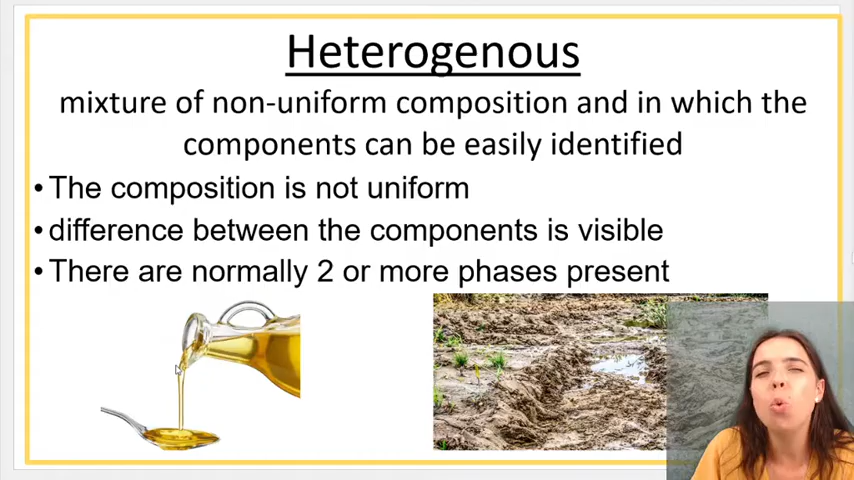 Heterogenous
mixture of non-uniform composition and in which the
components can be easily identified
• The composition is not uniform
• difference between the components is visible
• There are normally 2 or more phases present